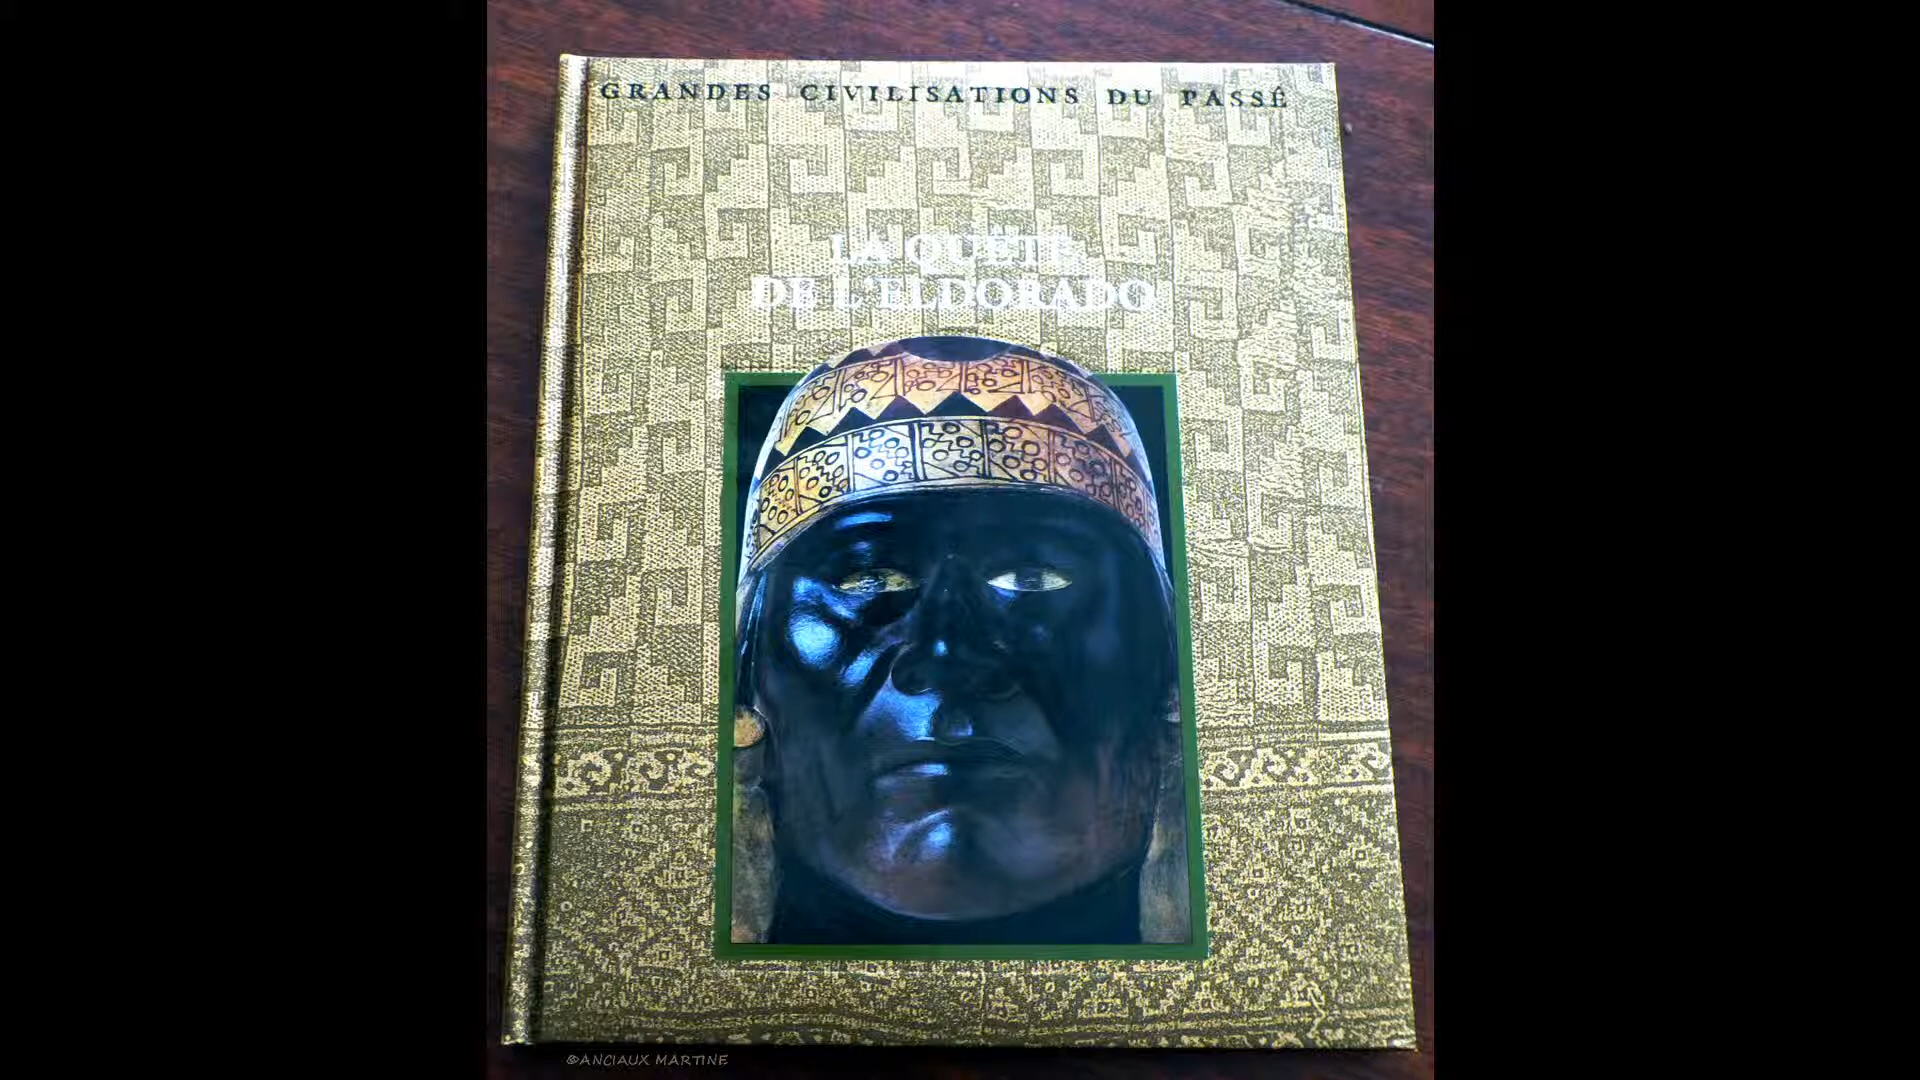 GRANDES CIVILISATIONS DU PASSÉ
LA QUÊTE
DE L'ELDORADO
©ANCIAUX MARTINE